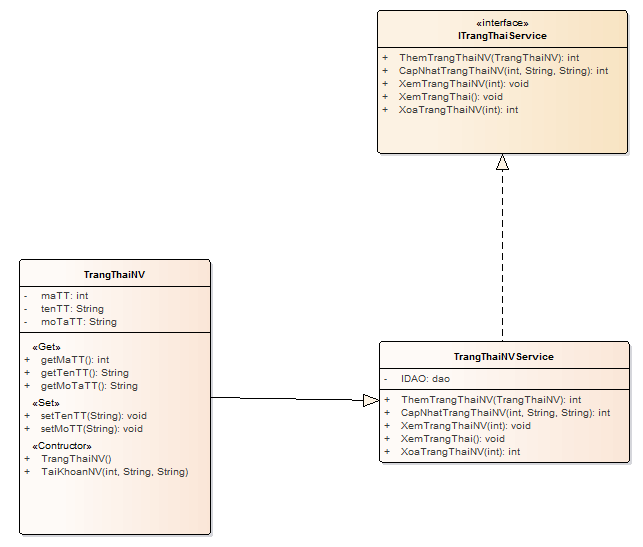 «interface»
ITrangThaiService
+ ThemTrangThaiNV(TrangThaiNV): int
+ CapNhatTrangThaiNV(int, String, String): int
+ XemTrangThaiNV(int): void
+ XemTrangThai(): void
+ XoaTrangThaiNV(int): int
TrangThaiNV
- maTT: int
- tenTT: String
- moTaTT: String
«Get»
+ getMaTT(): int
+ getTenTT(): String
+ getMoTaTT(): String
«Set»
+ setTenTT(String): void
+ setMoTT(String): void
«Contructor»
+ TrangThaiNV()
+ TaiKhoanNV(int, String, String)
TrangThaiNVService
- IDAO: dao
+ ThemTrangThaiNV(TrangThaiNV): int
+ CapNhatTrangThaiNV(int, String, String): int
+ XemTrangThaiNV(int): void
+ XemTrangThai(): void
+ XoaTrangThaiNV(int): int